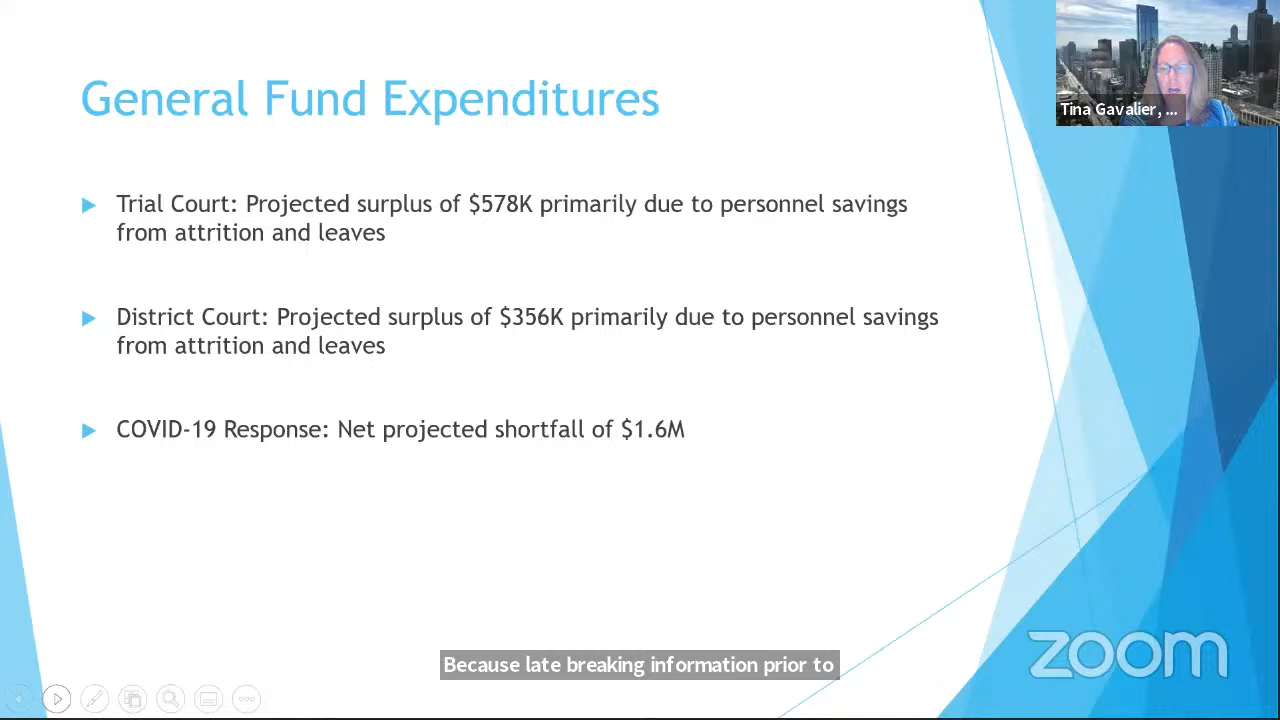 General Fund Expenditures
Tina Gavalier, ...
Trial Court: Projected surplus of $578K primarily due to personnel savings
from attrition and leaves
District Court: Projected surplus of $356K primarily due to personnel savings
from attrition and leaves
COVID-19 Response: Net projected shortfall of $1.6M
zoom
Because late breaking information prior to